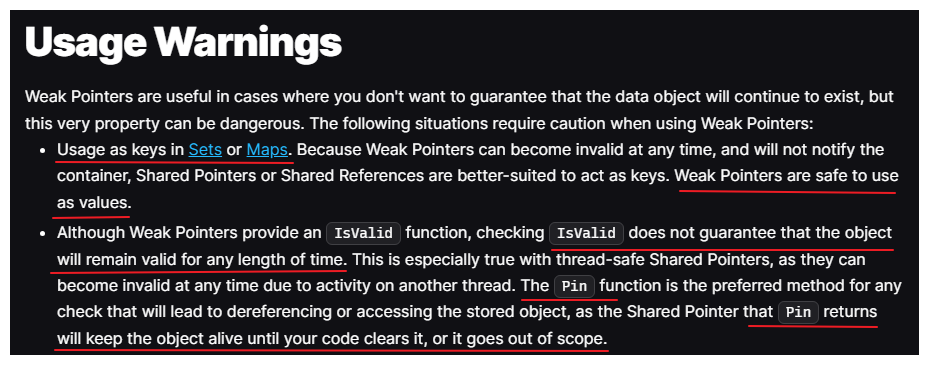 Usage Warnings
Weak Pointers are useful in cases where you don't want to guarantee that the data object will continue to exist, but
this very property can be dangerous. The following situations require caution when using Weak Pointers:
• Usage as keys in Sets or Maps. Because Weak Pointers can become invalid at any time, and will not notify the
container, Shared Pointers or Shared References are better-suited to act as keys. Weak Pointers are safe to use
as values.
• Although Weak Pointers provide an IsValid function, checking IsValid does not guarantee that the object
will remain valid for any length of time. This is especially true with thread-safe Shared Pointers, as they can
become invalid at any time due to activity on another thread. The Pin function is the preferred method for any
check that will lead to dereferencing or accessing the stored object, as the Shared Pointer that Pin returns
will keep the object alive until your code clears it, or it goes out of scope.